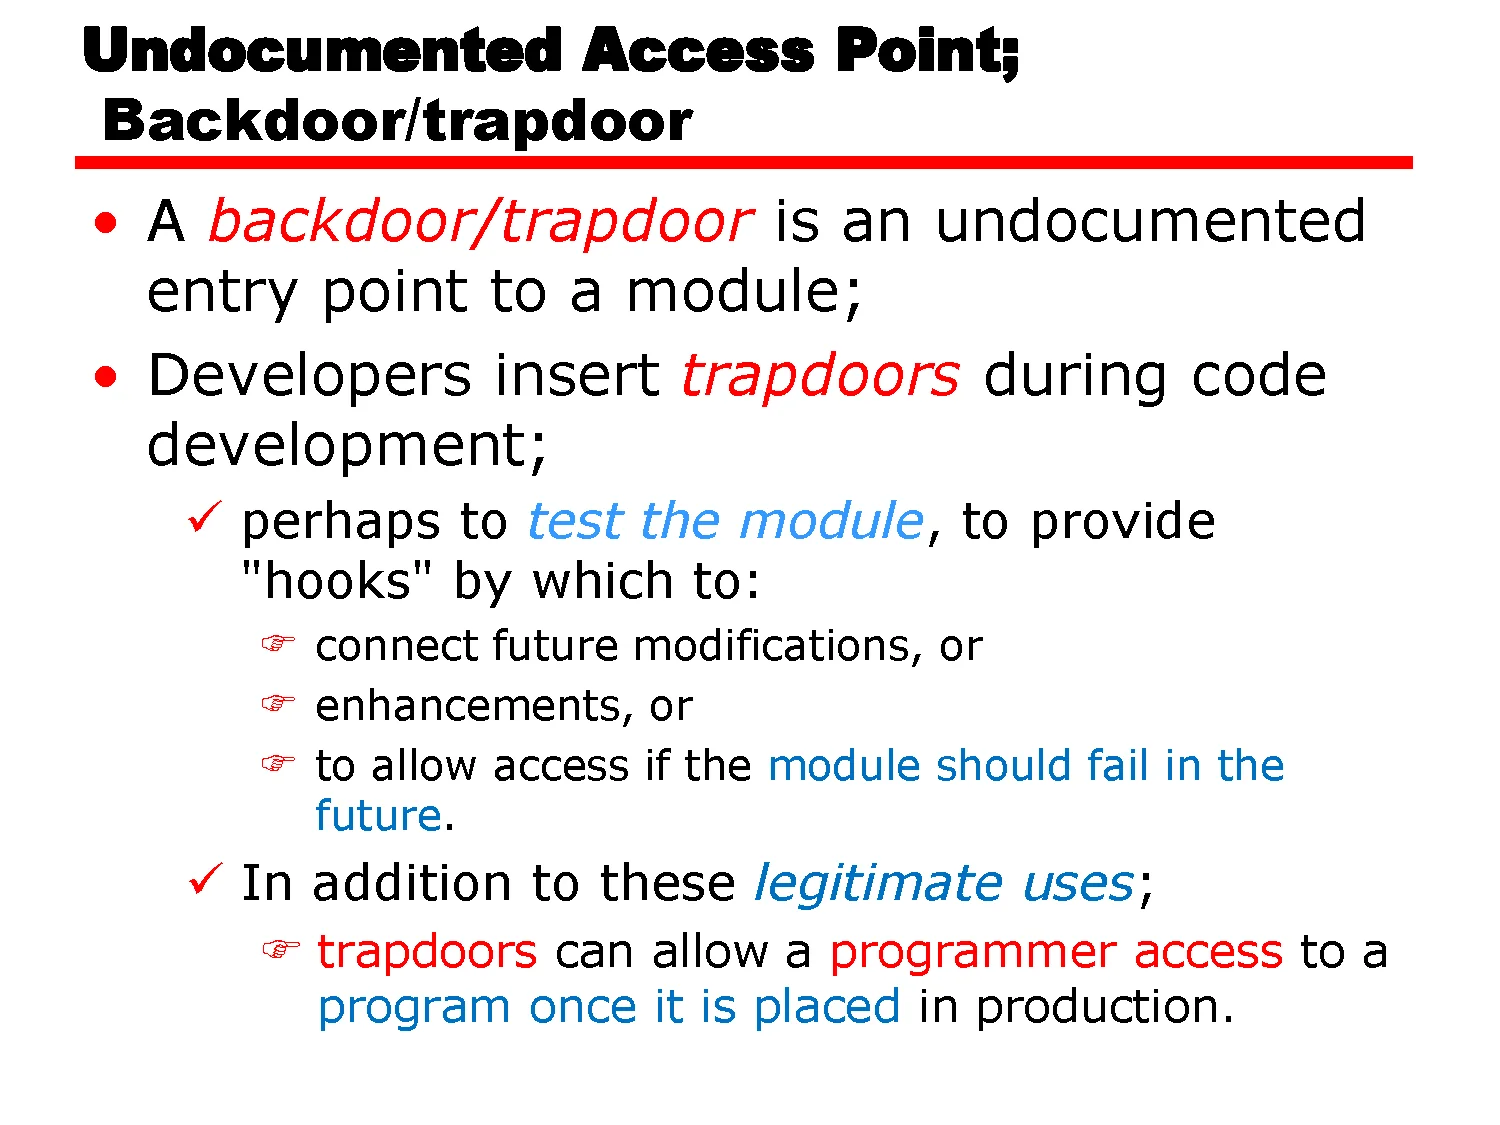 Undocumented Access Point;
Backdoor/trapdoor
• A backdoor/trapdoor is an undocumented
entry point to a module;
• Developers insert trapdoors during code
development;
✓ perhaps to test the module, to provide
"hooks" by which to:
☞ connect future modifications, or
☞ enhancements, or
☞ to allow access if the module should fail in the
future.
✓ In addition to these legitimate uses;
☞ trapdoors can allow a programmer access to a
program once it is placed in production.